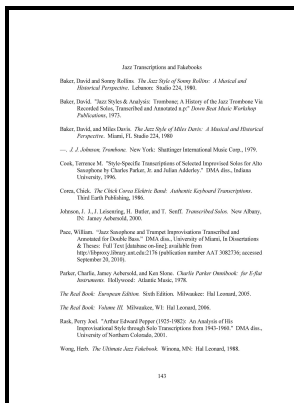 Jazz Transcriptions and Fakebooks
Baker, David and Sonny Rollins. The Jazz Style of Sonny Rollins: A Musical and
Historical Perspective. Lebanon: Studio 224, 1980.
Baker, David. "Jazz Styles & Analysis: Trombone; A History of the Jazz Trombone Via
Recorded Solos, Transcribed and Annotated n.p:" Down Beat Music Workshop
Publications, 1973.
Baker, David, and Miles Davis. The Jazz Style of Miles Davis: A Musical and Historical
Perspective. Miami, Fl. Studio 224, 1980
—. J. J. Johnson, Trombone. New York: Shattinger International Music Corp., 1979.
Cook, Terrence M. "Style-Specific Transcriptions of Selected Improvised Solos for Alto
Saxophone by Charles Parker, Jr. and Julian Adderley." DMA diss., Indiana
University, 1996.
Corea, Chick. The Chick Corea Elektric Band: Authentic Keyboard Transcriptions.
Third Earth Publishing, 1986.
Johnson, J. J., J. Leisenring, H. Butler, and T. Senff. Transcribed Solos. New Albany,
IN: Jamey Aebersold, 2000.
Pace, William. "Jazz Saxophone and Trumpet Improvisations Transcribed and
Annotated for Double Bass." DMA diss., University of Miami, In Dissertations
& Theses: Full Text [database on-line]; available from
http://libproxy.library.unt.edu:2176 (publication number AAT 3082736; accessed
September 20, 2010).
Parker, Charlie, Jamey Aebersold, and Ken Slone. Charlie Parker Omnibook: for E-flat
Instruments. Hollywood: Atlantic Music, 1978.
The Real Book: European Edition. Sixth Edition. Milwaukee: Hal Leonard, 2005.
The Real Book: Volume III. Milwaukee, WI: Hal Leonard, 2006.
Rask, Perry Joel. "Arthur Edward Pepper (1925-1982): An Analysis of His
Improvisational Style through Solo Transcriptions from 1943-1960." DMA diss.,
University of Northern Colorado, 2001.
Wong, Herb. The Ultimate Jazz Fakebook. Winona, MN: Hal Leonard, 1988.
143